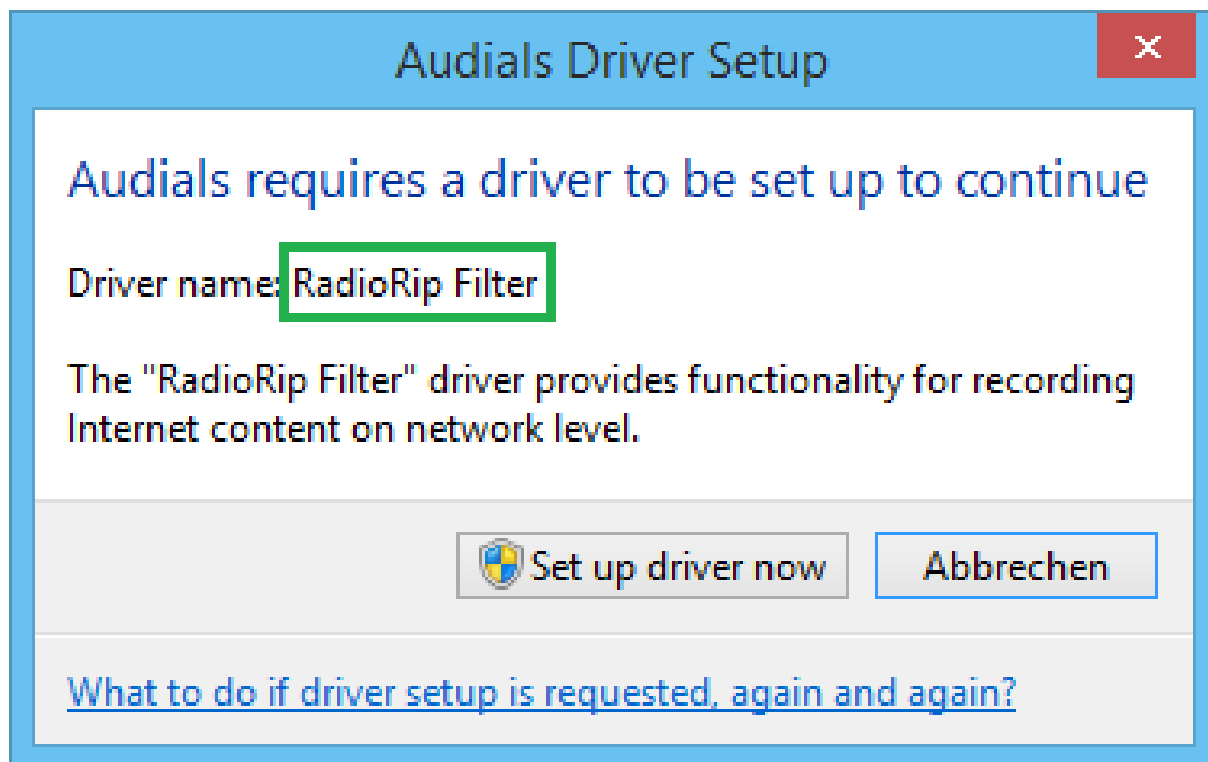 Audials Driver Setup
Audials requires a driver to be set up to continue
Driver name: RadioRip Filter
The "RadioRip Filter" driver provides functionality for recording
Internet content on network level.
Set up driver now
Abbrechen
What to do if driver setup is requested, again and again?